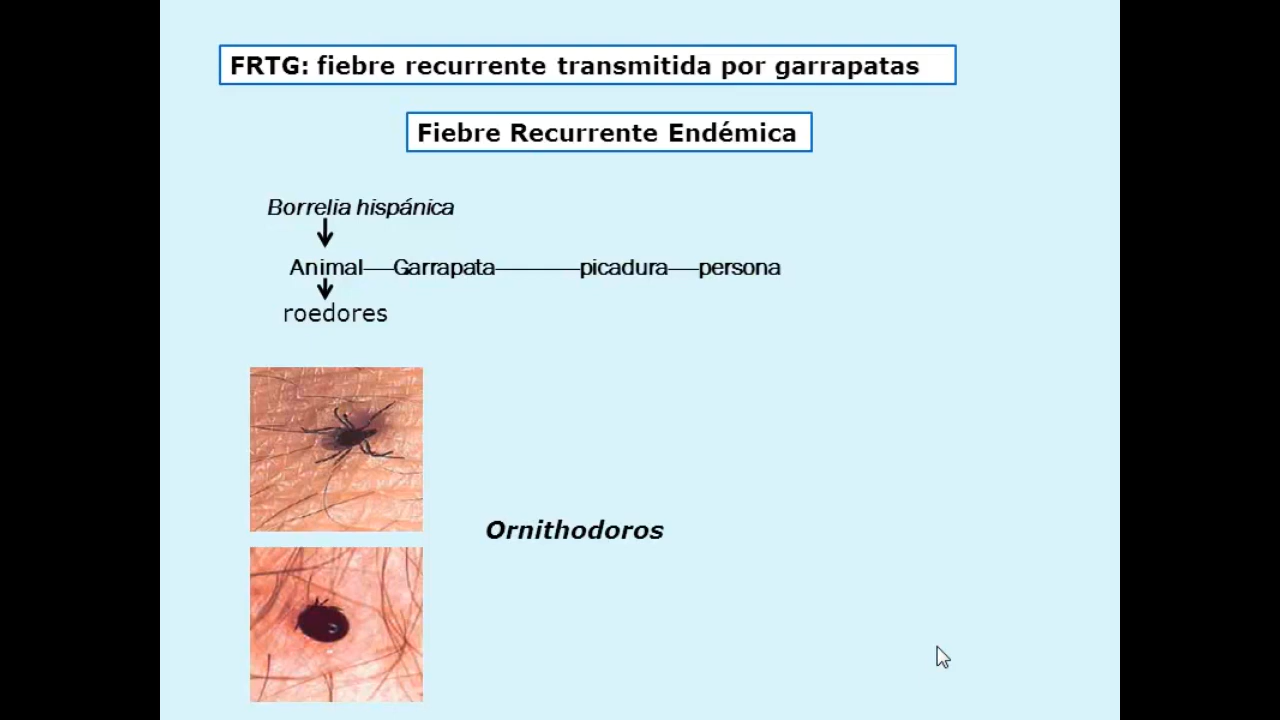 FRTG: fiebre recurrente transmitida por garrapatas
Fiebre Recurrente Endémica
Borrelia hispánica
Animal Garrapata picadura persona
roedores
Ornithodoros